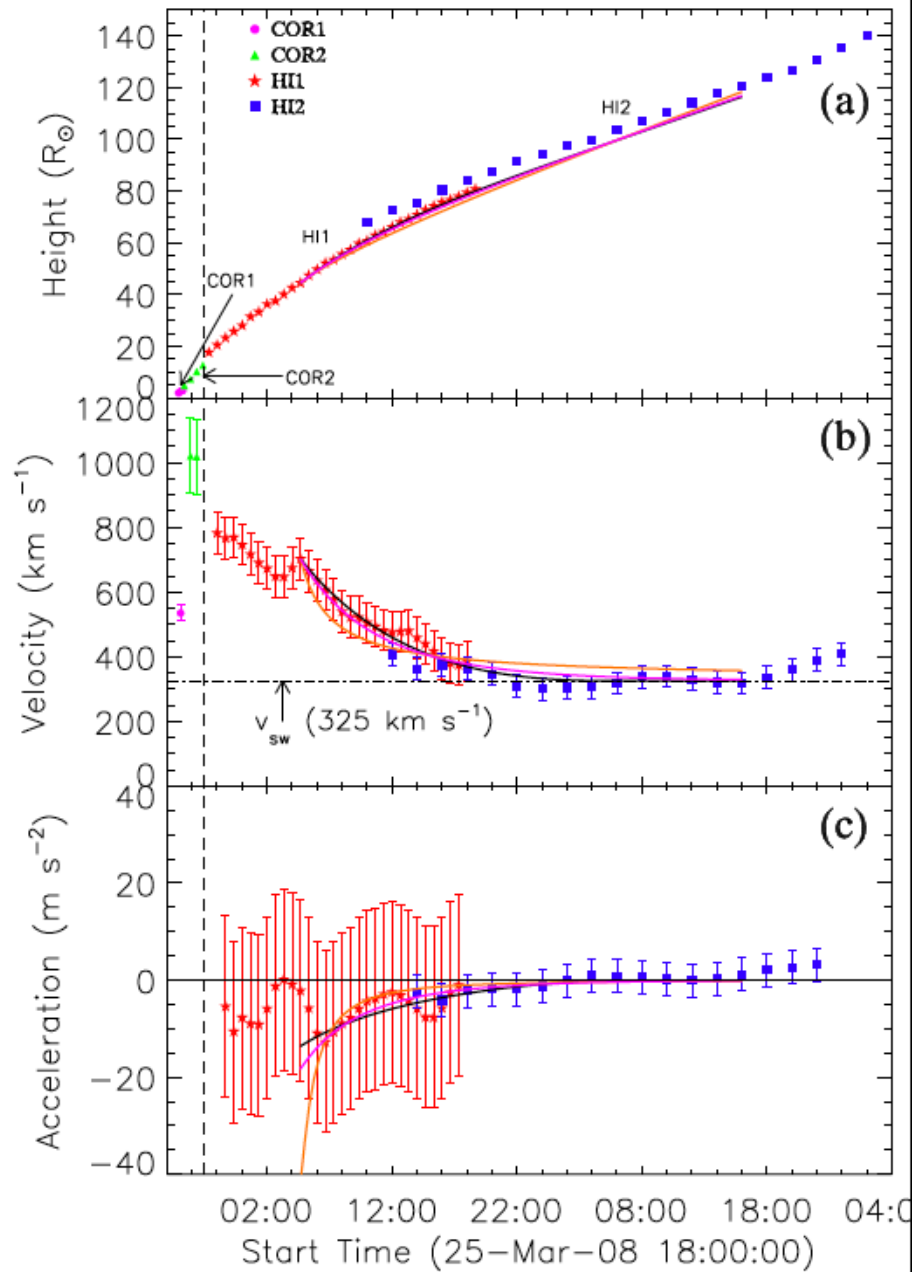 140
120
100
80
60
40
20
0
Height (R☉)
COR1
COR2
HI1
HI2
(a)
HI2
HI1
COR1
COR2
1200
1000
800
600
400
200
0
Velocity (km s⁻¹)
(b)
v_sw (325 km s⁻¹)
40
20
0
−20
−40
Acceleration (m s⁻²)
(c)
02:00 12:00 22:00 08:00 18:00 04:0
Start Time (25-Mar-08 18:00:00)